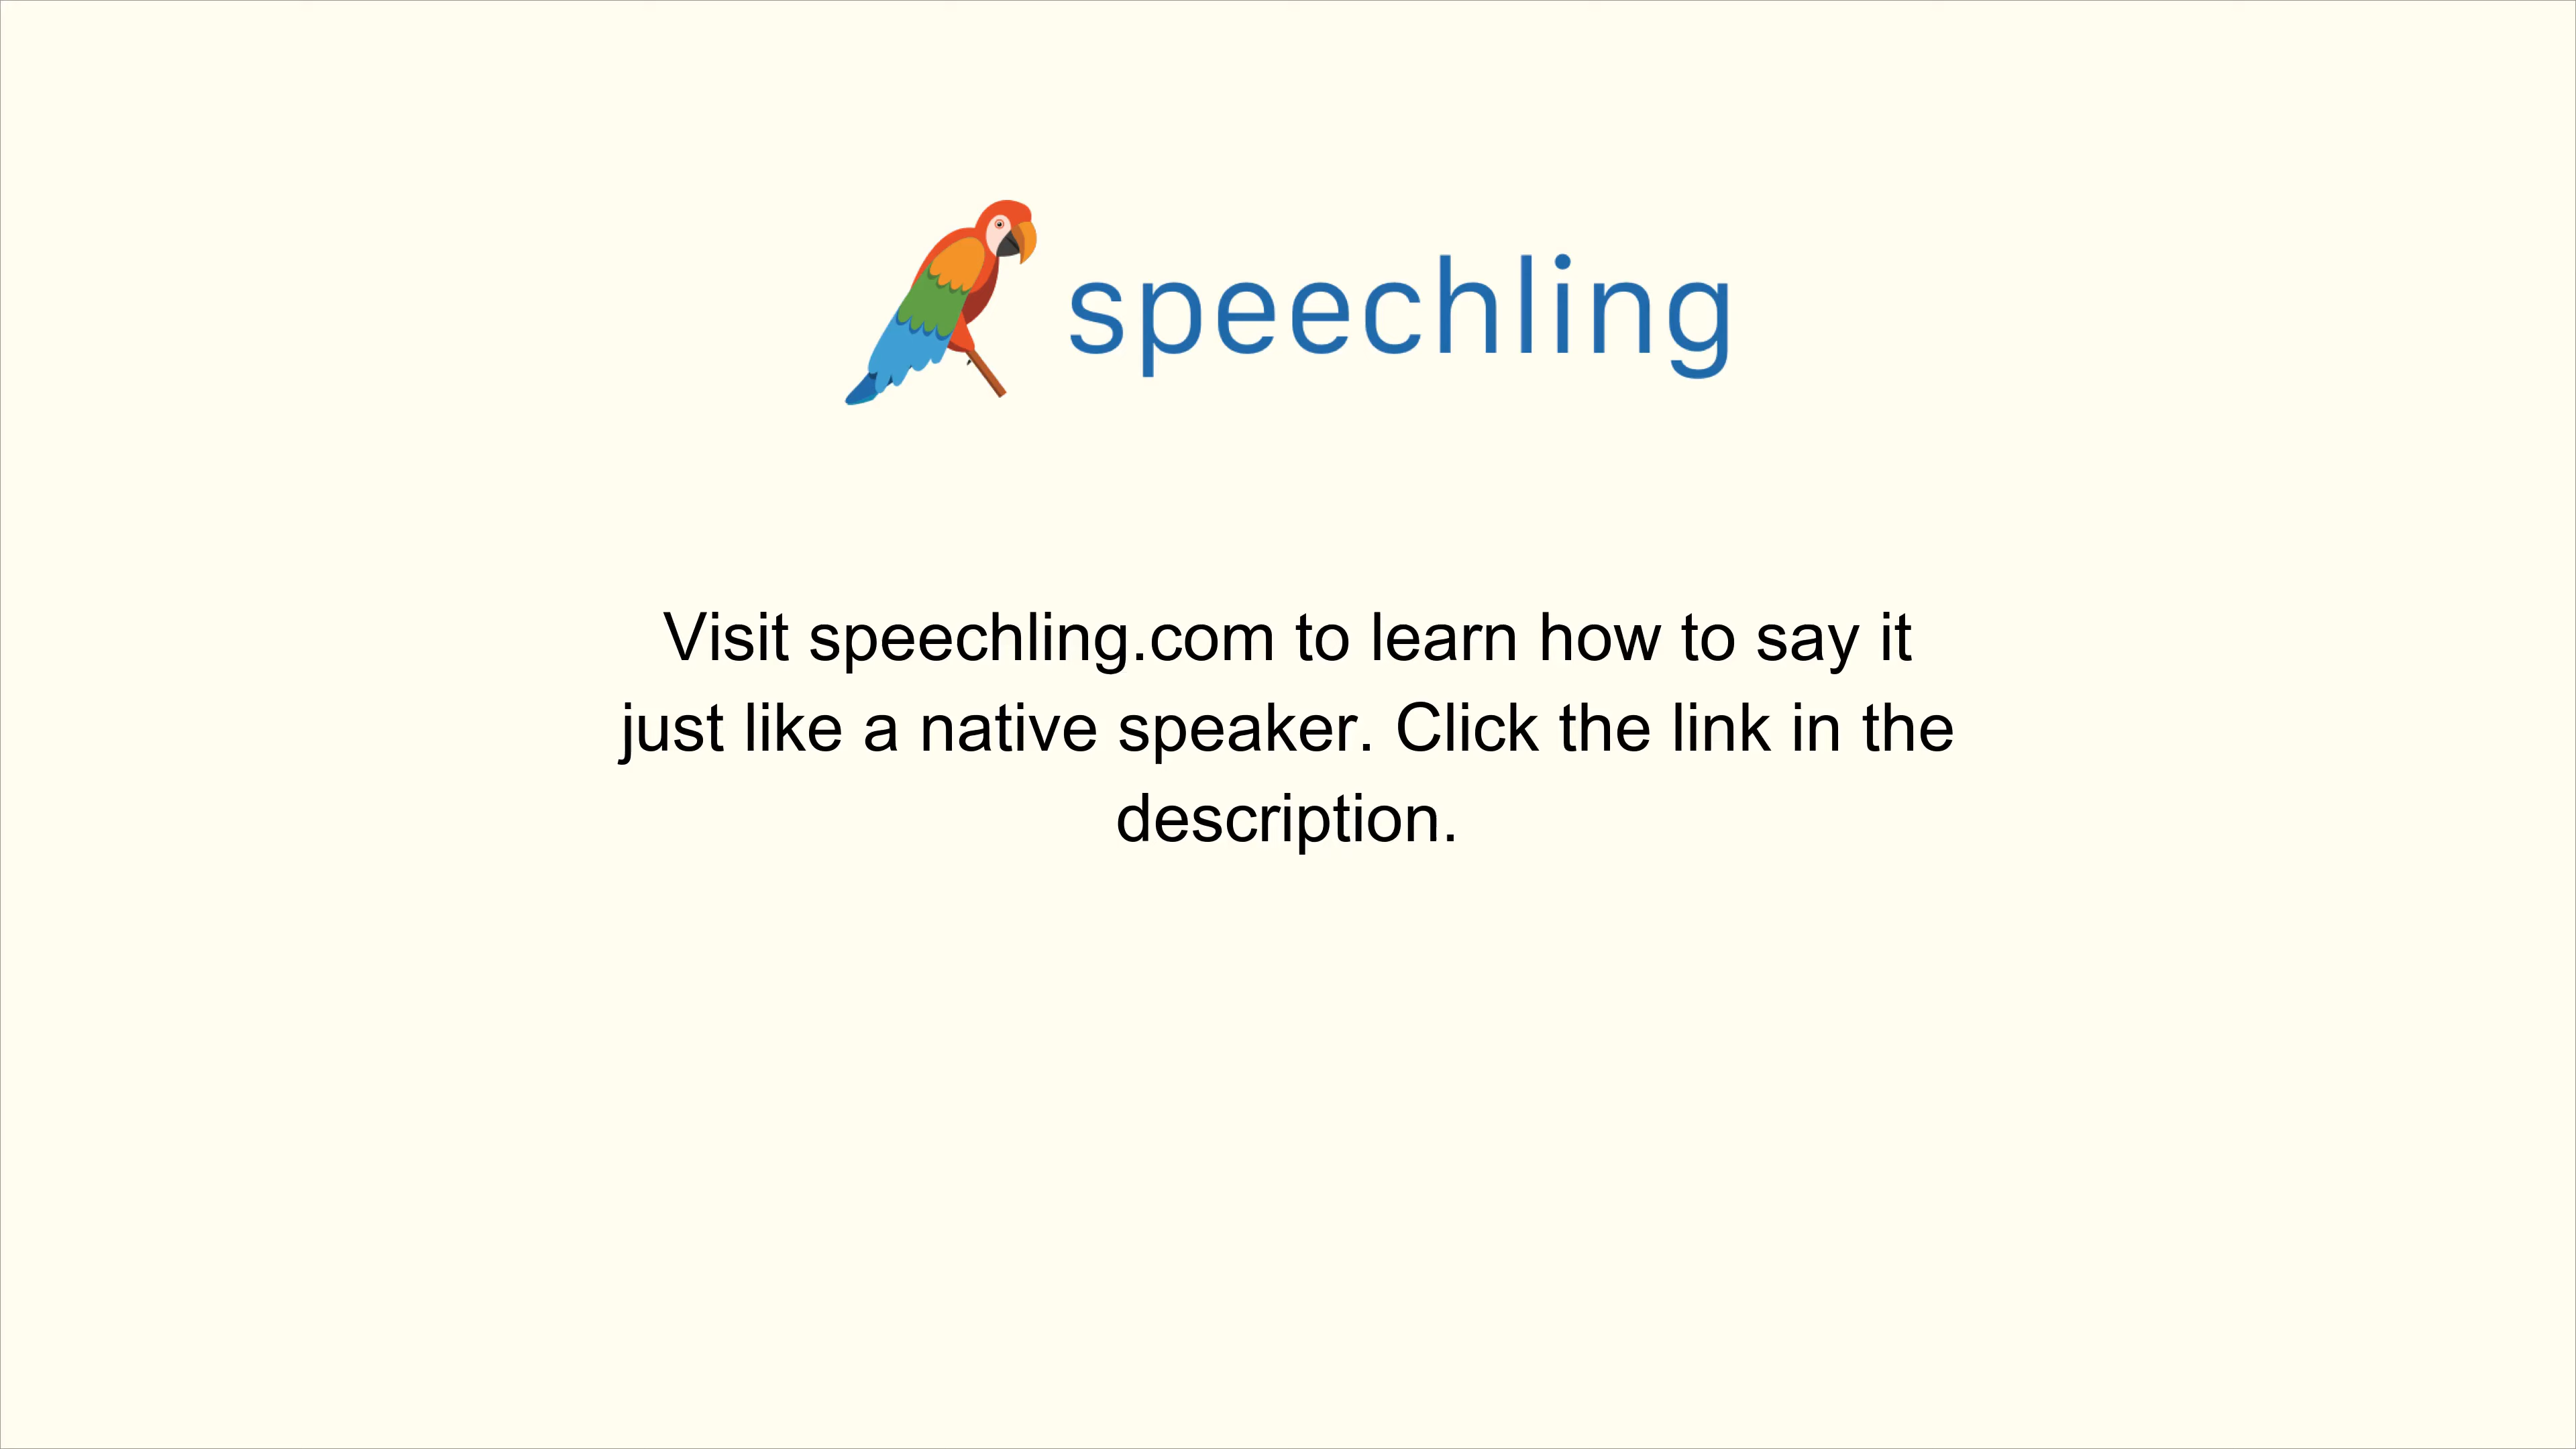 speechling
Visit speechling.com to learn how to say it
just like a native speaker. Click the link in the
description.